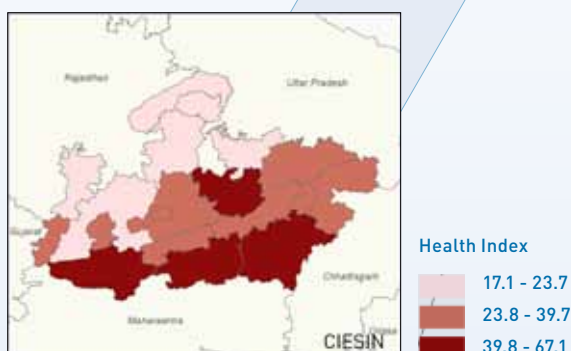 Rajasthan
Uttar Pradesh
Gujarat
Chhattisgarh
Maharashtra
CIESIN
Health Index
17.1 - 23.7
23.8 - 39.7
39.8 - 67.1